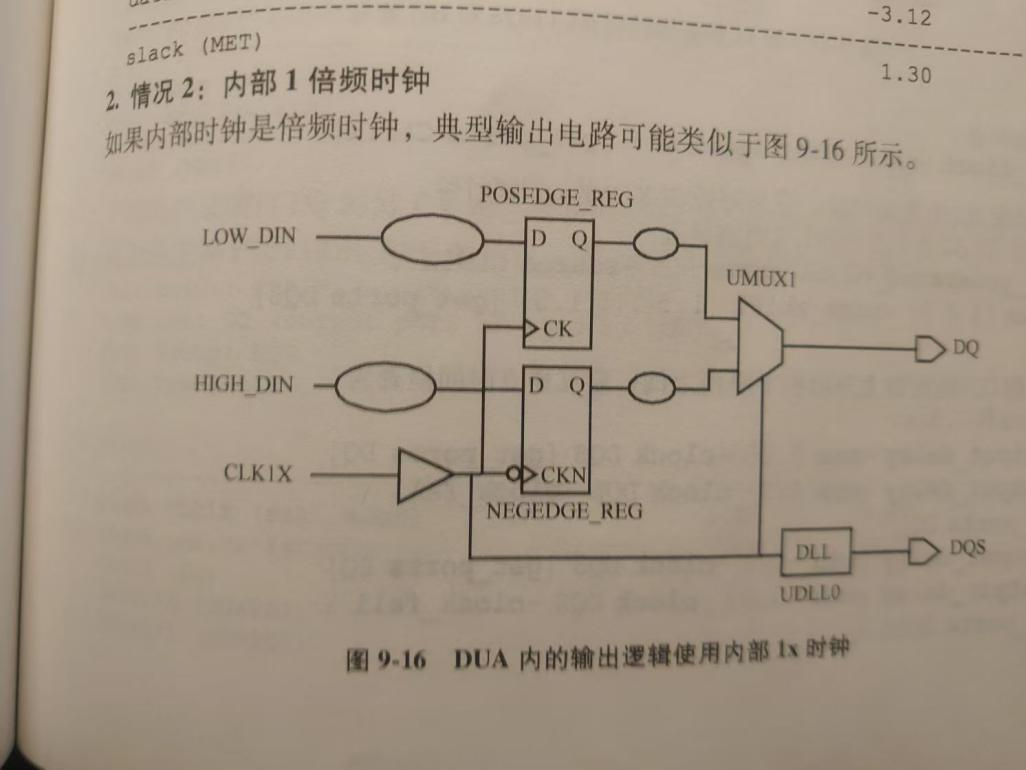 -3.12
slack (MET)
1.30
2. 情况 2：内部 1 倍频时钟
如果内部时钟是倍频时钟，典型输出电路可能类似于图 9-16 所示。
POSEDGE_REG
LOW_DIN
D Q
UMUX1
CK
DQ
HIGH_DIN
D Q
CLK1X
CKN
NEGEDGE_REG
DLL
DQS
UDLL0
图 9-16 DUA 内的输出逻辑使用内部 1x 时钟